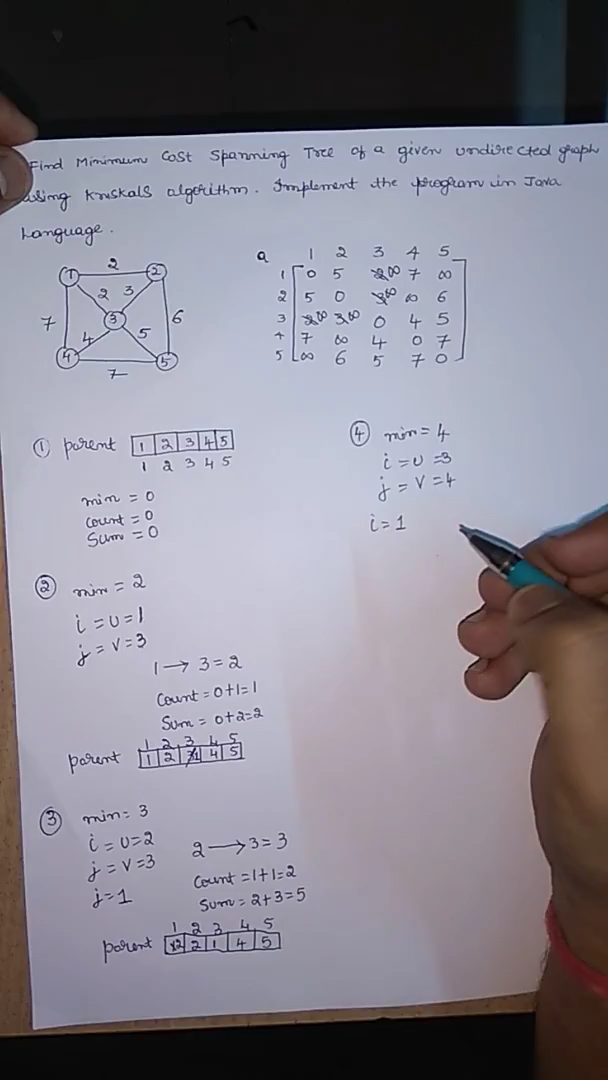 Find Minimum Cost Spanning Tree of a given undirected graph
using Kruskals algorithm. Implement the program in Java
Language.
1 2 2
2 3
7 3 6
4 5
4 7 5
a 1 2 3 4 5
1 0 5 ∞ 7 ∞
2 5 0 ∞ ∞ 6
3 ∞ ∞ 0 4 5
4 7 ∞ 4 0 7
5 ∞ 6 5 7 0
① parent 1 2 3 4 5
1 2 3 4 5
min = 0
count = 0
Sum = 0
② min = 2
i = u = 1
j = v = 3
1 → 3 = 2
Count = 0+1=1
Sum = 0+2=2
1 2 3 4 5
parent 1 2 1 4 5
③ min = 3
i = u = 2
j = v = 3
j = 1
2 → 3 = 3
Count = 1+1=2
Sum = 2+3=5
1 2 3 4 5
parent 2 2 1 4 5
④ min = 4
i = u = 3
j = v = 4
i = 1